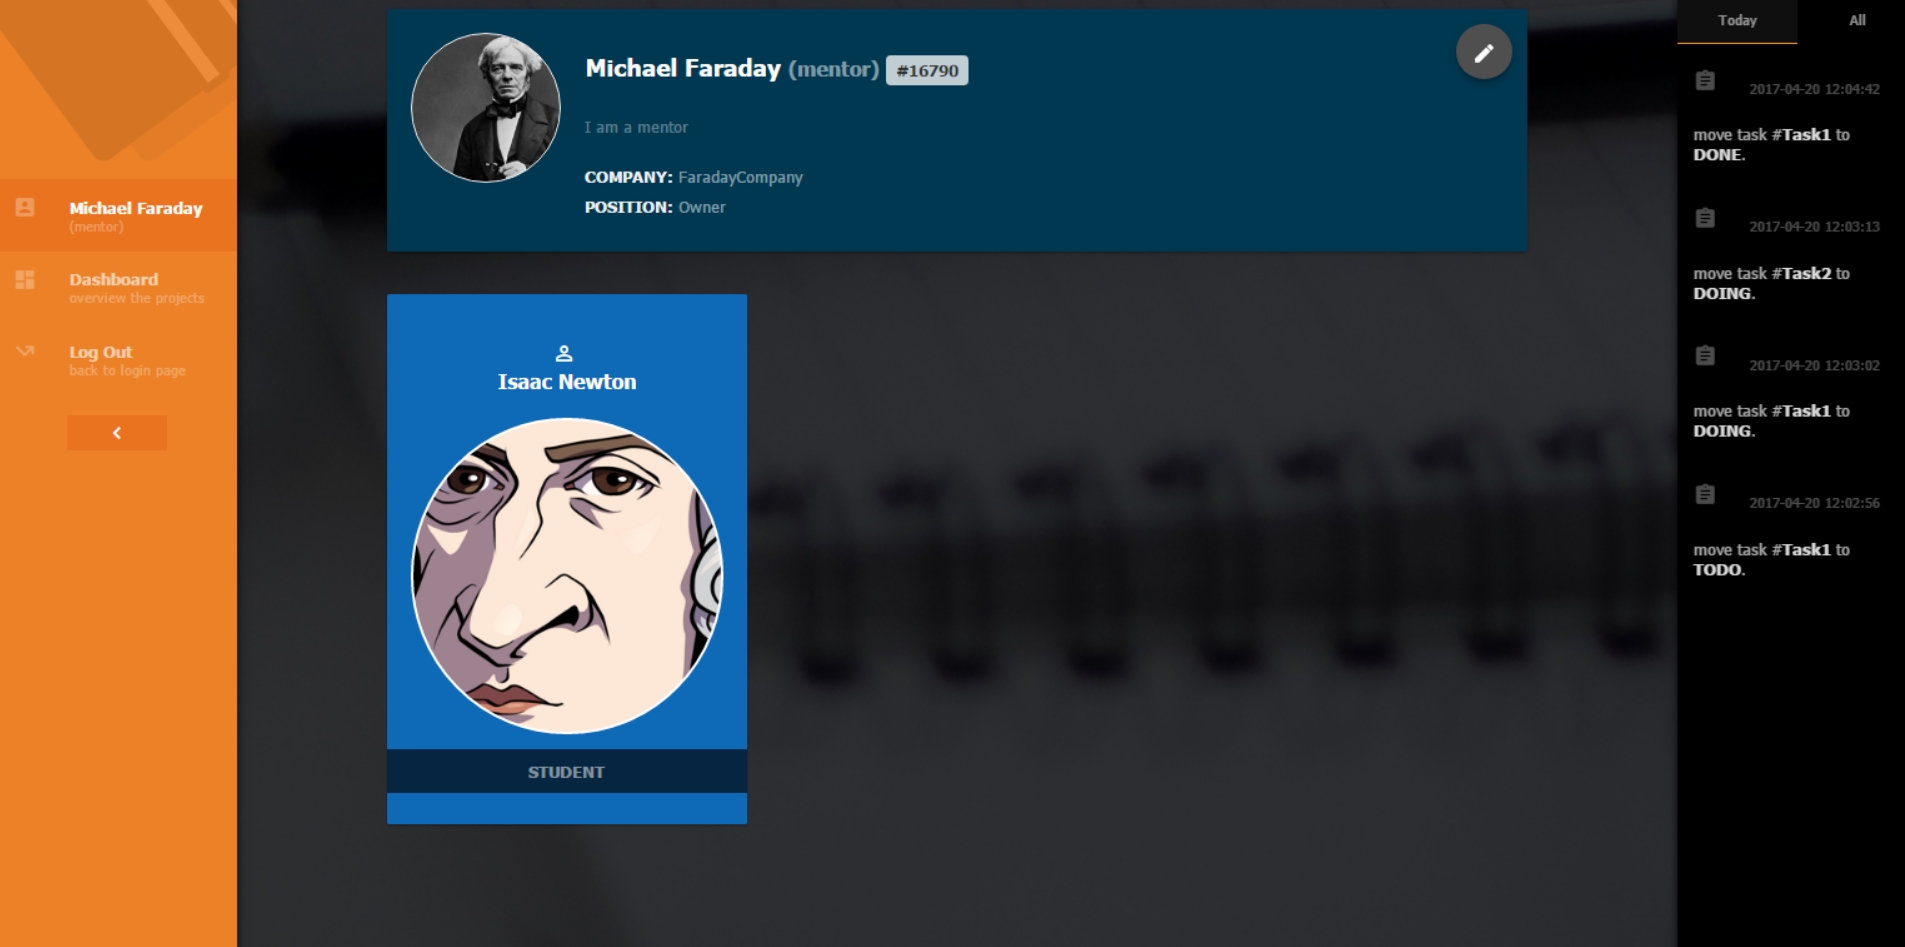 Michael Faraday
(mentor)
Dashboard
overview the projects
Log Out
back to login page
Michael Faraday (mentor) #16790
I am a mentor
COMPANY: FaradayCompany
POSITION: Owner
Isaac Newton
STUDENT
Today All
2017-04-20 12:04:42
move task #Task1 to
DONE.
2017-04-20 12:03:13
move task #Task2 to
DOING.
2017-04-20 12:03:02
move task #Task1 to
DOING.
2017-04-20 12:02:56
move task #Task1 to
TODO.